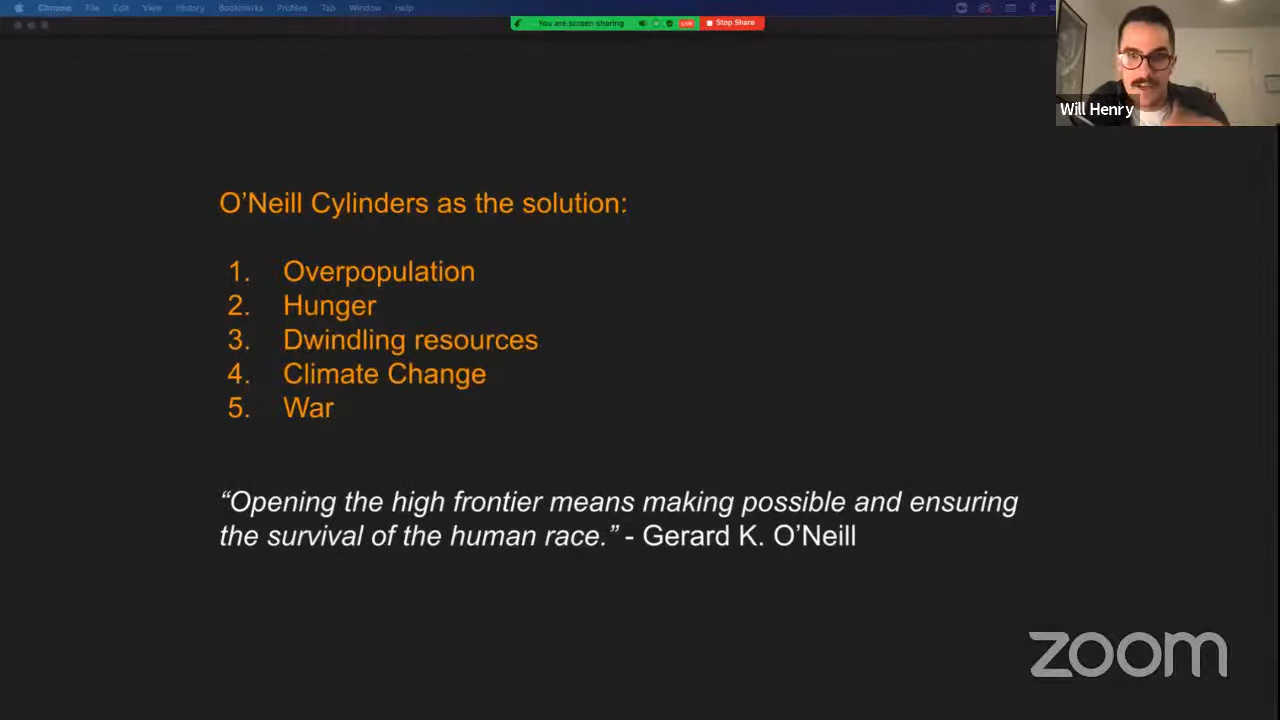 Chrome File Edit View History Bookmarks Profiles Tab Window Help
You are screen sharing LIVE Stop Share
Will Henry
O’Neill Cylinders as the solution:
1. Overpopulation
2. Hunger
3. Dwindling resources
4. Climate Change
5. War
“Opening the high frontier means making possible and ensuring
the survival of the human race.” - Gerard K. O’Neill
zoom